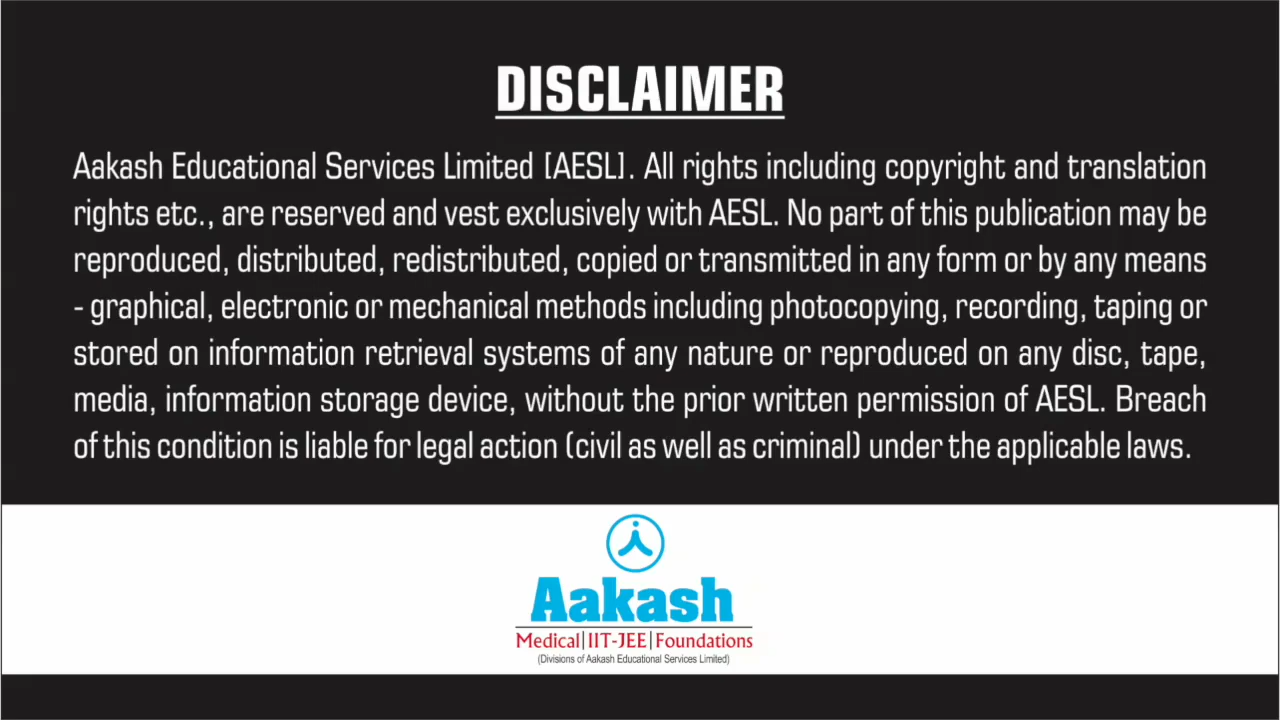 DISCLAIMER
Aakash Educational Services Limited [AESL]. All rights including copyright and translation
rights etc., are reserved and vest exclusively with AESL. No part of this publication may be
reproduced, distributed, redistributed, copied or transmitted in any form or by any means
- graphical, electronic or mechanical methods including photocopying, recording, taping or
stored on information retrieval systems of any nature or reproduced on any disc, tape,
media, information storage device, without the prior written permission of AESL. Breach
of this condition is liable for legal action (civil as well as criminal) under the applicable laws.
Aakash
Medical|IIT-JEE|Foundations
(Divisions of Aakash Educational Services Limited)